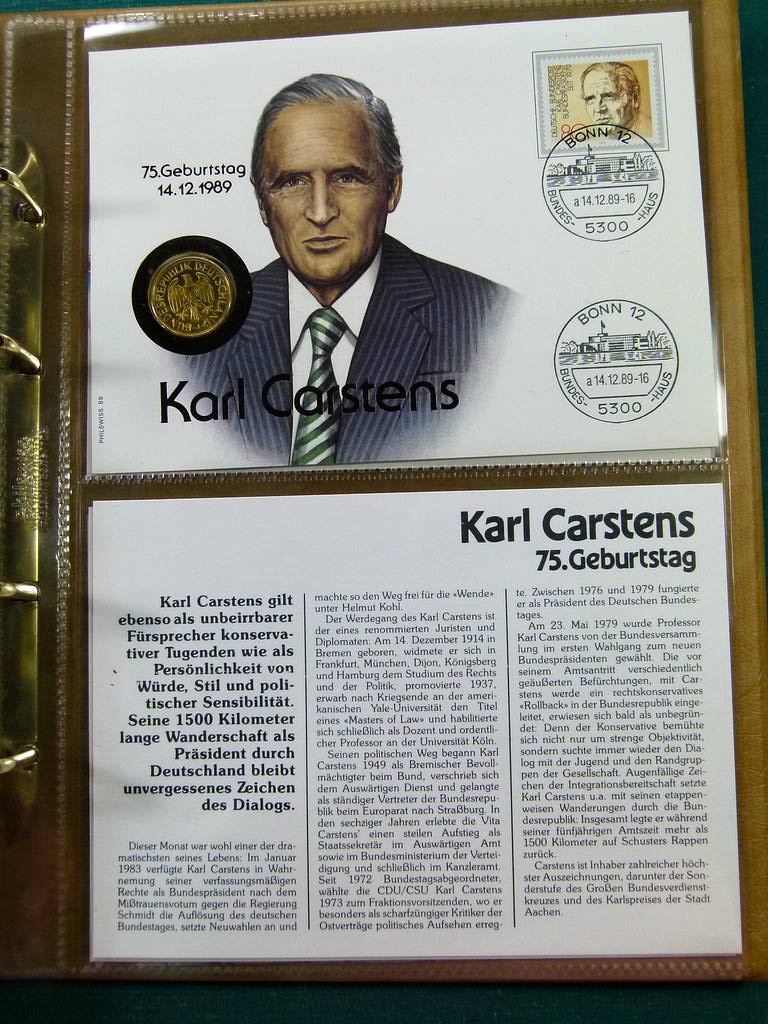 75.Geburtstag
14.12.1989
BUNDESREPUBLIK DEUTSCHLAND
Karl Carstens
PHILSWISS 89
DEUTSCHE BUNDESPOST
KARL CARSTENS
BUNDESPRÄSIDENT
SEIT 1979
80
BONN 12
a 14.12.89-16
BUNDES-HAUS
5300
BONN 12
a 14.12.89-16
BUNDES-HAUS
5300
Karl Carstens
75.Geburtstag
Karl Carstens gilt
ebenso als unbeirrbarer
Fürsprecher konserva-
tiver Tugenden wie als
Persönlichkeit von
Würde, Stil und poli-
tischer Sensibilität.
Seine 1500 Kilometer
lange Wanderschaft als
Präsident durch
Deutschland bleibt
unvergessenes Zeichen
des Dialogs.
Dieser Monat war wohl einer der dra-
matischsten seines Lebens: Im Januar
1983 verfügte Karl Carstens in Wahr-
nemung seiner verfassungsmäßigen
Rechte als Bundespräsident nach dem
Mißtrauensvotum gegen die Regierung
Schmidt die Auflösung des deutschen
Bundestages, setzte Neuwahlen an und
machte so den Weg frei für die «Wende»
unter Helmut Kohl.
Der Werdegang des Karl Carstens ist
der eines renommierten Juristen und
Diplomaten: Am 14. Dezember 1914 in
Bremen geboren, widmete er sich in
Frankfurt, München, Dijon, Königsberg
und Hamburg dem Studium des Rechts
und der Politik, promovierte 1937,
erwarb nach Kriegsende an der ameri-
kanischen Yale-Universität den Titel
eines «Masters of Law» und habilitierte
sich schließlich als Dozent und ordentli-
cher Professor an der Universität Köln.
Seinen politischen Weg begann Karl
Carstens 1949 als Bremischer Bevoll-
mächtigter beim Bund, verschrieb sich
dem Auswärtigen Dienst und gelangte
als ständiger Vertreter der Bundesrepu-
blik beim Europarat nach Straßburg. In
den sechziger Jahren erlebte die Vita
Carstens' einen steilen Aufstieg als
Staatssekretär im Auswärtigen Amt
sowie im Bundesministerium der Vertei-
digung und schließlich im Kanzleramt.
Seit 1972 Bundestagsabgeordneter,
wählte die CDU/CSU Karl Carstens
1973 zum Fraktionsvorsitzenden, wo er
besonders als scharfzüngiger Kritiker der
Ostverträge politisches Aufsehen erreg-
te. Zwischen 1976 und 1979 fungierte
er als Präsident des Deutschen Bundes-
tages.
Am 23. Mai 1979 wurde Professor
Karl Carstens von der Bundesversamm-
lung im ersten Wahlgang zum neuen
Bundespräsidenten gewählt. Die vor
seinem Amtsantritt verschiedentlich
geäußerten Befürchtungen, mit Car-
stens werde ein rechtskonservatives
«Rollback» in der Bundesrepublik einge-
leitet, erwiesen sich bald als unbegrün-
det: Denn der Konservative bemühte
sich nicht nur um strenge Objektivität,
sondern suchte immer wieder den Dia-
log mit der Jugend und den Randgrup-
pen der Gesellschaft. Augenfällige Zei-
chen der Integrationsbereitschaft setzte
Karl Carstens u.a. mit seinen etappen-
weisen Wanderungen durch die Bun-
desrepublik: Insgesamt legte er während
seiner fünfjährigen Amtszeit mehr als
1500 Kilometer auf Schusters Rappen
zurück.
Carstens ist Inhaber zahlreicher höch-
ster Auszeichnungen, darunter der Son-
derstufe des Großen Bundesverdienst-
kreuzes und des Karlspreises der Stadt
Aachen.